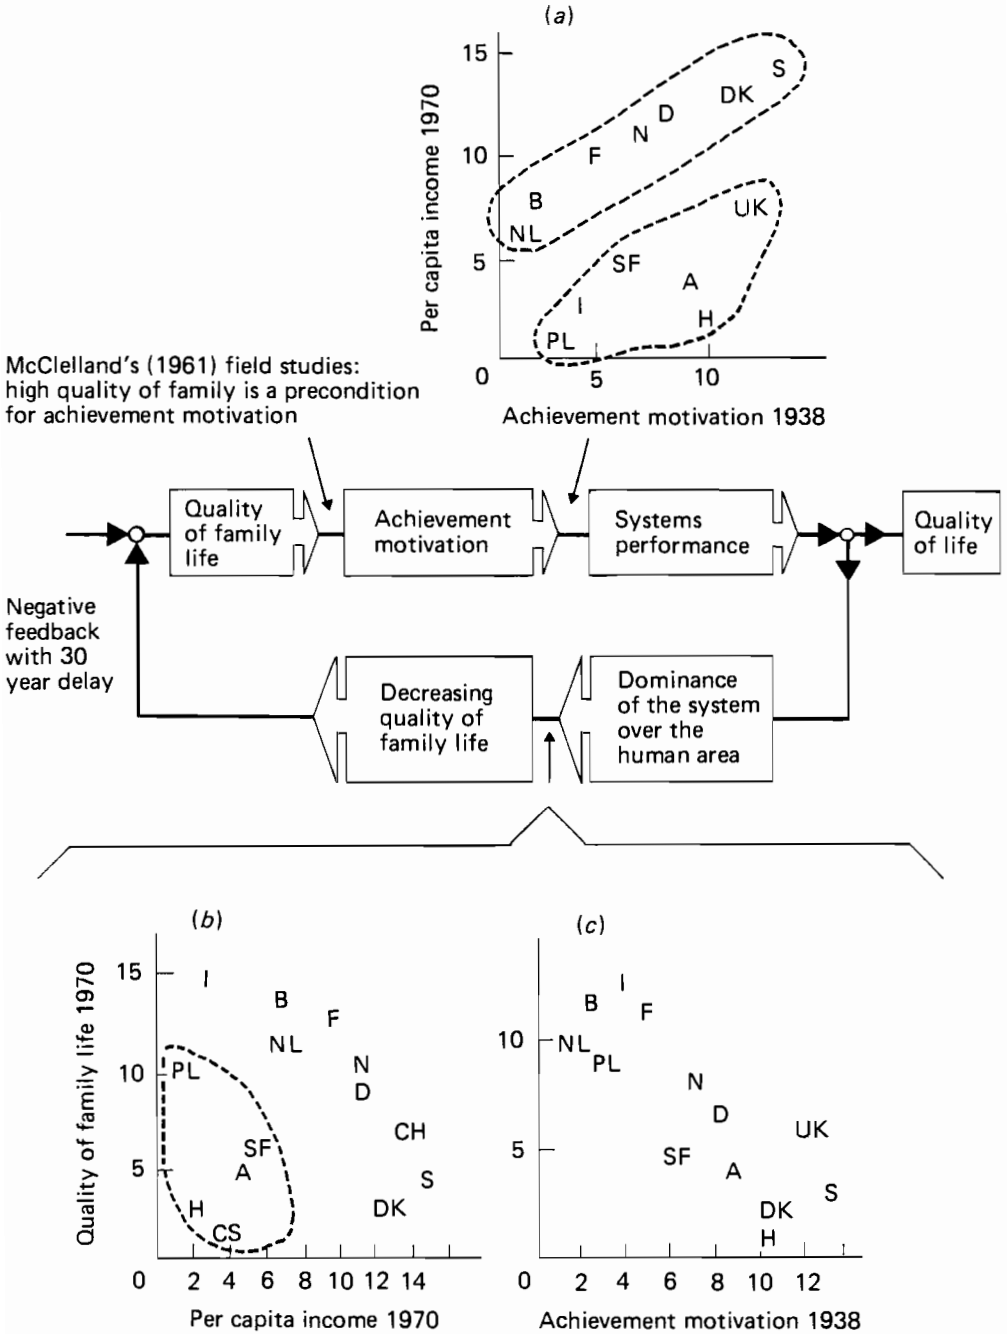 (a)
Per capita income 1970
15
S
DK
D
N
10
F
B
UK
NL
5
SF
A
I
H
PL
0
5
10
Achievement motivation 1938
McClelland's (1961) field studies:
high quality of family is a precondition
for achievement motivation
Quality
of family
life
Achievement
motivation
Systems
performance
Quality
of life
Negative
feedback
with 30
year delay
Decreasing
quality of
family life
Dominance
of the system
over the
human area
(b)
Quality of family life 1970
15
I
B
F
NL
N
10
PL
D
CH
SF
5
A
S
H
DK
CS
0 2 4 6 8 10 12 14
Per capita income 1970
(c)
I
B
F
10
NL
PL
N
D
UK
5
SF
A
S
DK
H
0 2 4 6 8 10 12
Achievement motivation 1938